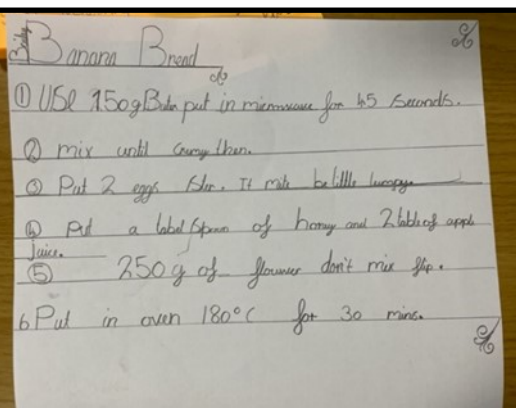 Banana Bread
① USE 150g Butter put in microwave for 45 seconds.
② mix until creamy then.
③ Put 2 eggs Stir. It mite be little lumpy
④ Put a label Spoon of honey and 2 table of apple
juice.
⑤ 250g of flower don't mix flip.
6 Put in oven 180°C for 30 mins.